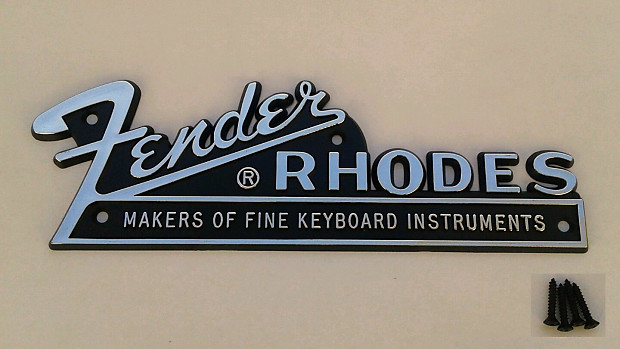 Fender
® RHODES
MAKERS OF FINE KEYBOARD INSTRUMENTS